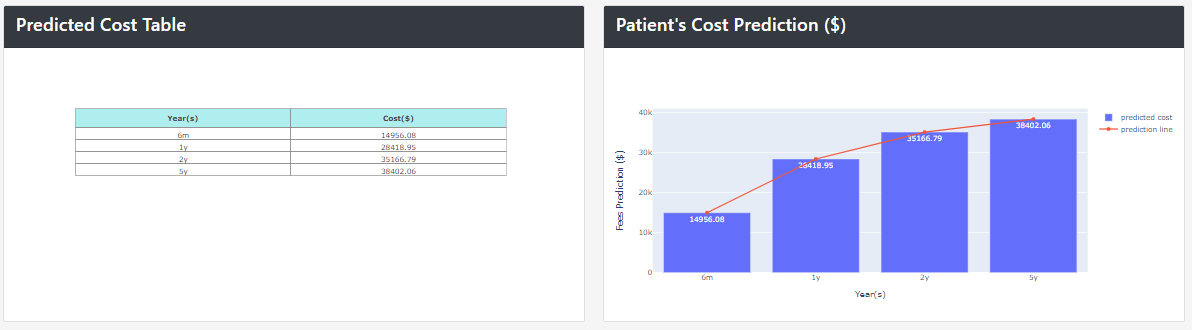 Predicted Cost Table
Year(s) Cost($)
6m 14956.08
1y 28418.95
2y 35166.79
5y 38402.06
Patient's Cost Prediction ($)
40k
30k
20k
10k
0
Fees Prediction ($)
14956.08
28418.95
35166.79
38402.06
6m 1y 2y 5y
Year(s)
predicted cost
prediction line